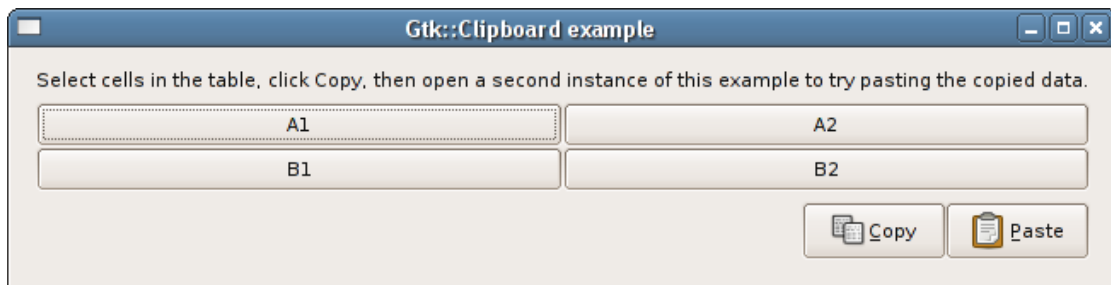 Gtk::Clipboard example
Select cells in the table, click Copy, then open a second instance of this example to try pasting the copied data.
A1 A2
B1 B2
Copy Paste